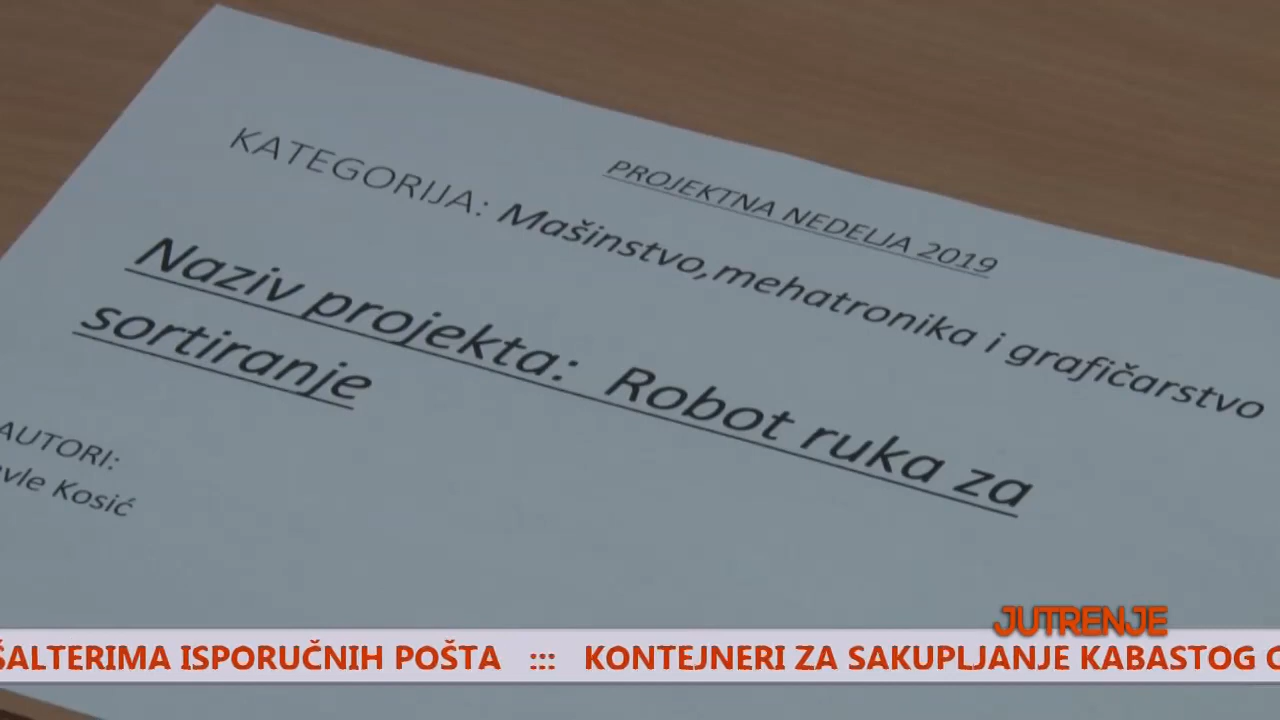 PROJEKTNA NEDELJA 2019
KATEGORIJA: Mašinstvo,mehatronika i grafičarstvo
Naziv projekta: Robot ruka za
sortiranje
AUTORI:
Kosić
JUTRENJE
ŠALTERIMA ISPORUČNIH POŠTA ::: KONTEJNERI ZA SAKUPLJANJE KABASTOG